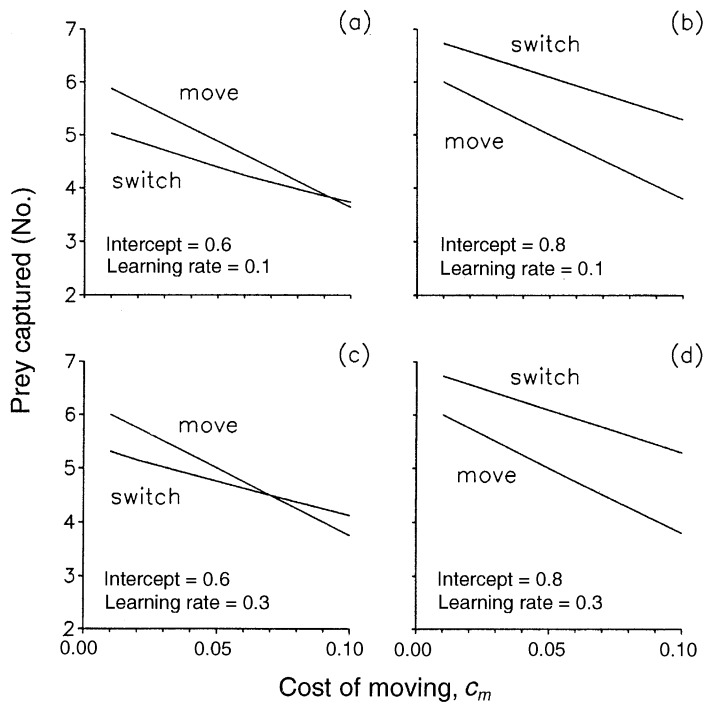 (a)
7
6
5
4
3
2
move
switch
Intercept = 0.6
Learning rate = 0.1
(b)
switch
move
Intercept = 0.8
Learning rate = 0.1
Prey captured (No.)
(c)
7
6
5
4
3
2
move
switch
Intercept = 0.6
Learning rate = 0.3
0.00 0.05 0.10
(d)
switch
move
Intercept = 0.8
Learning rate = 0.3
0.00 0.05 0.10
Cost of moving, cm